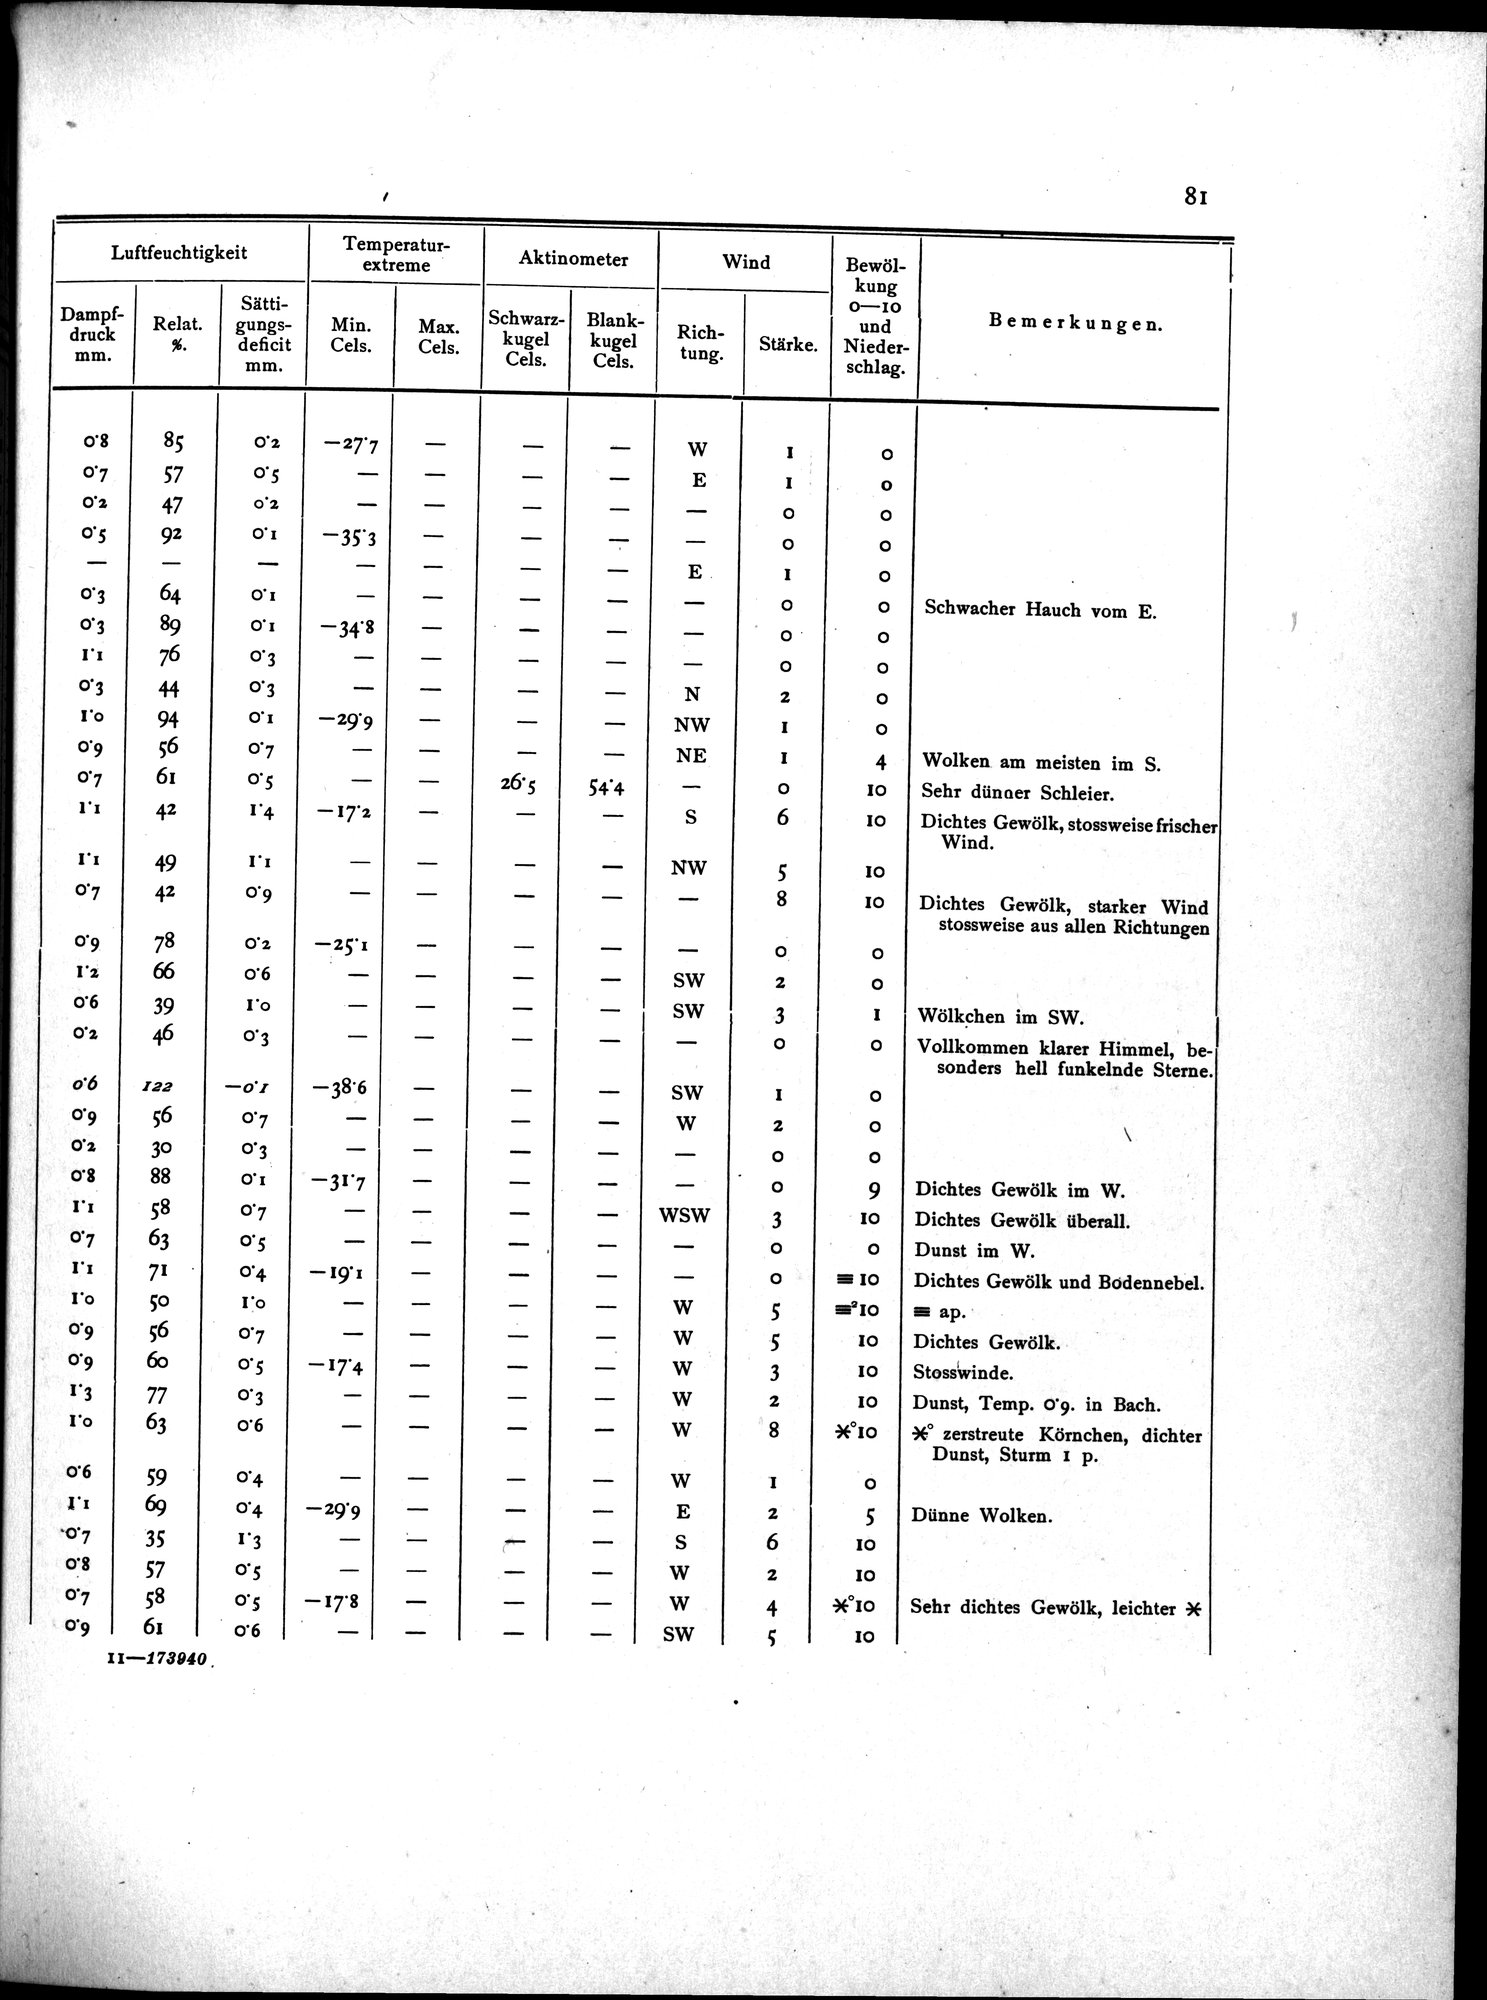 81
Luftfeuchtigkeit | Temperatur-extreme | Aktinometer | Wind | Bewöl-kung 0—10 und Nieder-schlag. | Bemerkungen.
Dampf-druck mm. | Relat. %. | Sätti-gungs-deficit mm. | Min. Cels. | Max. Cels. | Schwarz-kugel Cels. | Blank-kugel Cels. | Rich-tung. | Stärke.
0·8 | 85 | 0·2 | —27·7 | — | — | — | W | 1 | 0
0·7 | 57 | 0·5 | — | — | — | — | E | 1 | 0
0·2 | 47 | 0·2 | — | — | — | — | — | 0 | 0
0·5 | 92 | 0·1 | —35·3 | — | — | — | — | 0 | 0
— | — | — | — | — | — | — | E | 1 | 0
0·3 | 64 | 0·1 | — | — | — | — | — | 0 | 0 | Schwacher Hauch vom E.
0·3 | 89 | 0·1 | —34·8 | — | — | — | — | 0 | 0
1·1 | 76 | 0·3 | — | — | — | — | — | 0 | 0
0·3 | 44 | 0·3 | — | — | — | — | N | 2 | 0
1·0 | 94 | 0·1 | —29·9 | — | — | — | NW | 1 | 0
0·9 | 56 | 0·7 | — | — | — | — | NE | 1 | 4 | Wolken am meisten im S.
0·7 | 61 | 0·5 | — | — | 26·5 | 54·4 | — | 0 | 10 | Sehr dünner Schleier.
1·1 | 42 | 1·4 | —17·2 | — | — | — | S | 6 | 10 | Dichtes Gewölk, stossweise frischer
Wind.
1·1 | 49 | 1·1 | — | — | — | — | NW | 5 | 10
0·7 | 42 | 0·9 | — | — | — | — | — | 8 | 10 | Dichtes Gewölk, starker Wind
stossweise aus allen Richtungen
0·9 | 78 | 0·2 | —25·1 | — | — | — | — | 0 | 0
1·2 | 66 | 0·6 | — | — | — | — | SW | 2 | 0
0·6 | 39 | 1·0 | — | — | — | — | SW | 3 | 1 | Wölkchen im SW.
0·2 | 46 | 0·3 | — | — | — | — | — | 0 | 0 | Vollkommen klarer Himmel, be-
sonders hell funkelnde Sterne.
0·6 | 122 | —0·1 | —38·6 | — | — | — | SW | 1 | 0
0·9 | 56 | 0·7 | — | — | — | — | W | 2 | 0
0·2 | 30 | 0·3 | — | — | — | — | — | 0 | 0
0·8 | 88 | 0·1 | —31·7 | — | — | — | — | 0 | 9 | Dichtes Gewölk im W.
1·1 | 58 | 0·7 | — | — | — | — | WSW | 3 | 10 | Dichtes Gewölk überall.
0·7 | 63 | 0·5 | — | — | — | — | — | 0 | 0 | Dunst im W.
1·1 | 71 | 0·4 | —19·1 | — | — | — | — | 0 | ≡ 10 | Dichtes Gewölk und Bodennebel.
1·0 | 50 | 1·0 | — | — | — | — | W | 5 | ≡²10 | ≡ ap.
0·9 | 56 | 0·7 | — | — | — | — | W | 5 | 10 | Dichtes Gewölk.
0·9 | 60 | 0·5 | —17·4 | — | — | — | W | 3 | 10 | Stosswinde.
1·3 | 77 | 0·3 | — | — | — | — | W | 2 | 10 | Dunst, Temp. 0·9. in Bach.
1·0 | 63 | 0·6 | — | — | — | — | W | 8 | ✳°10 | ✳° zerstreute Körnchen, dichter
Dunst, Sturm 1 p.
0·6 | 59 | 0·4 | — | — | — | — | W | 1 | 0
1·1 | 69 | 0·4 | —29·9 | — | — | — | E | 2 | 5 | Dünne Wolken.
0·7 | 35 | 1·3 | — | — | — | — | S | 6 | 10
0·8 | 57 | 0·5 | — | — | — | — | W | 2 | 10
0·7 | 58 | 0·5 | —17·8 | — | — | — | W | 4 | ✳°10 | Sehr dichtes Gewölk, leichter ✳
0·9 | 61 | 0·6 | — | — | — | — | SW | 5 | 10
11—173940.